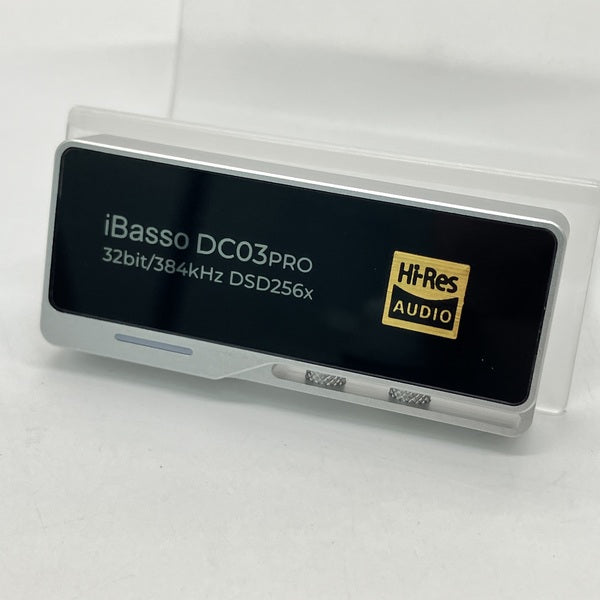 iBasso DC03PRO
32bit/384kHz DSD256x
Hi-Res
AUDIO